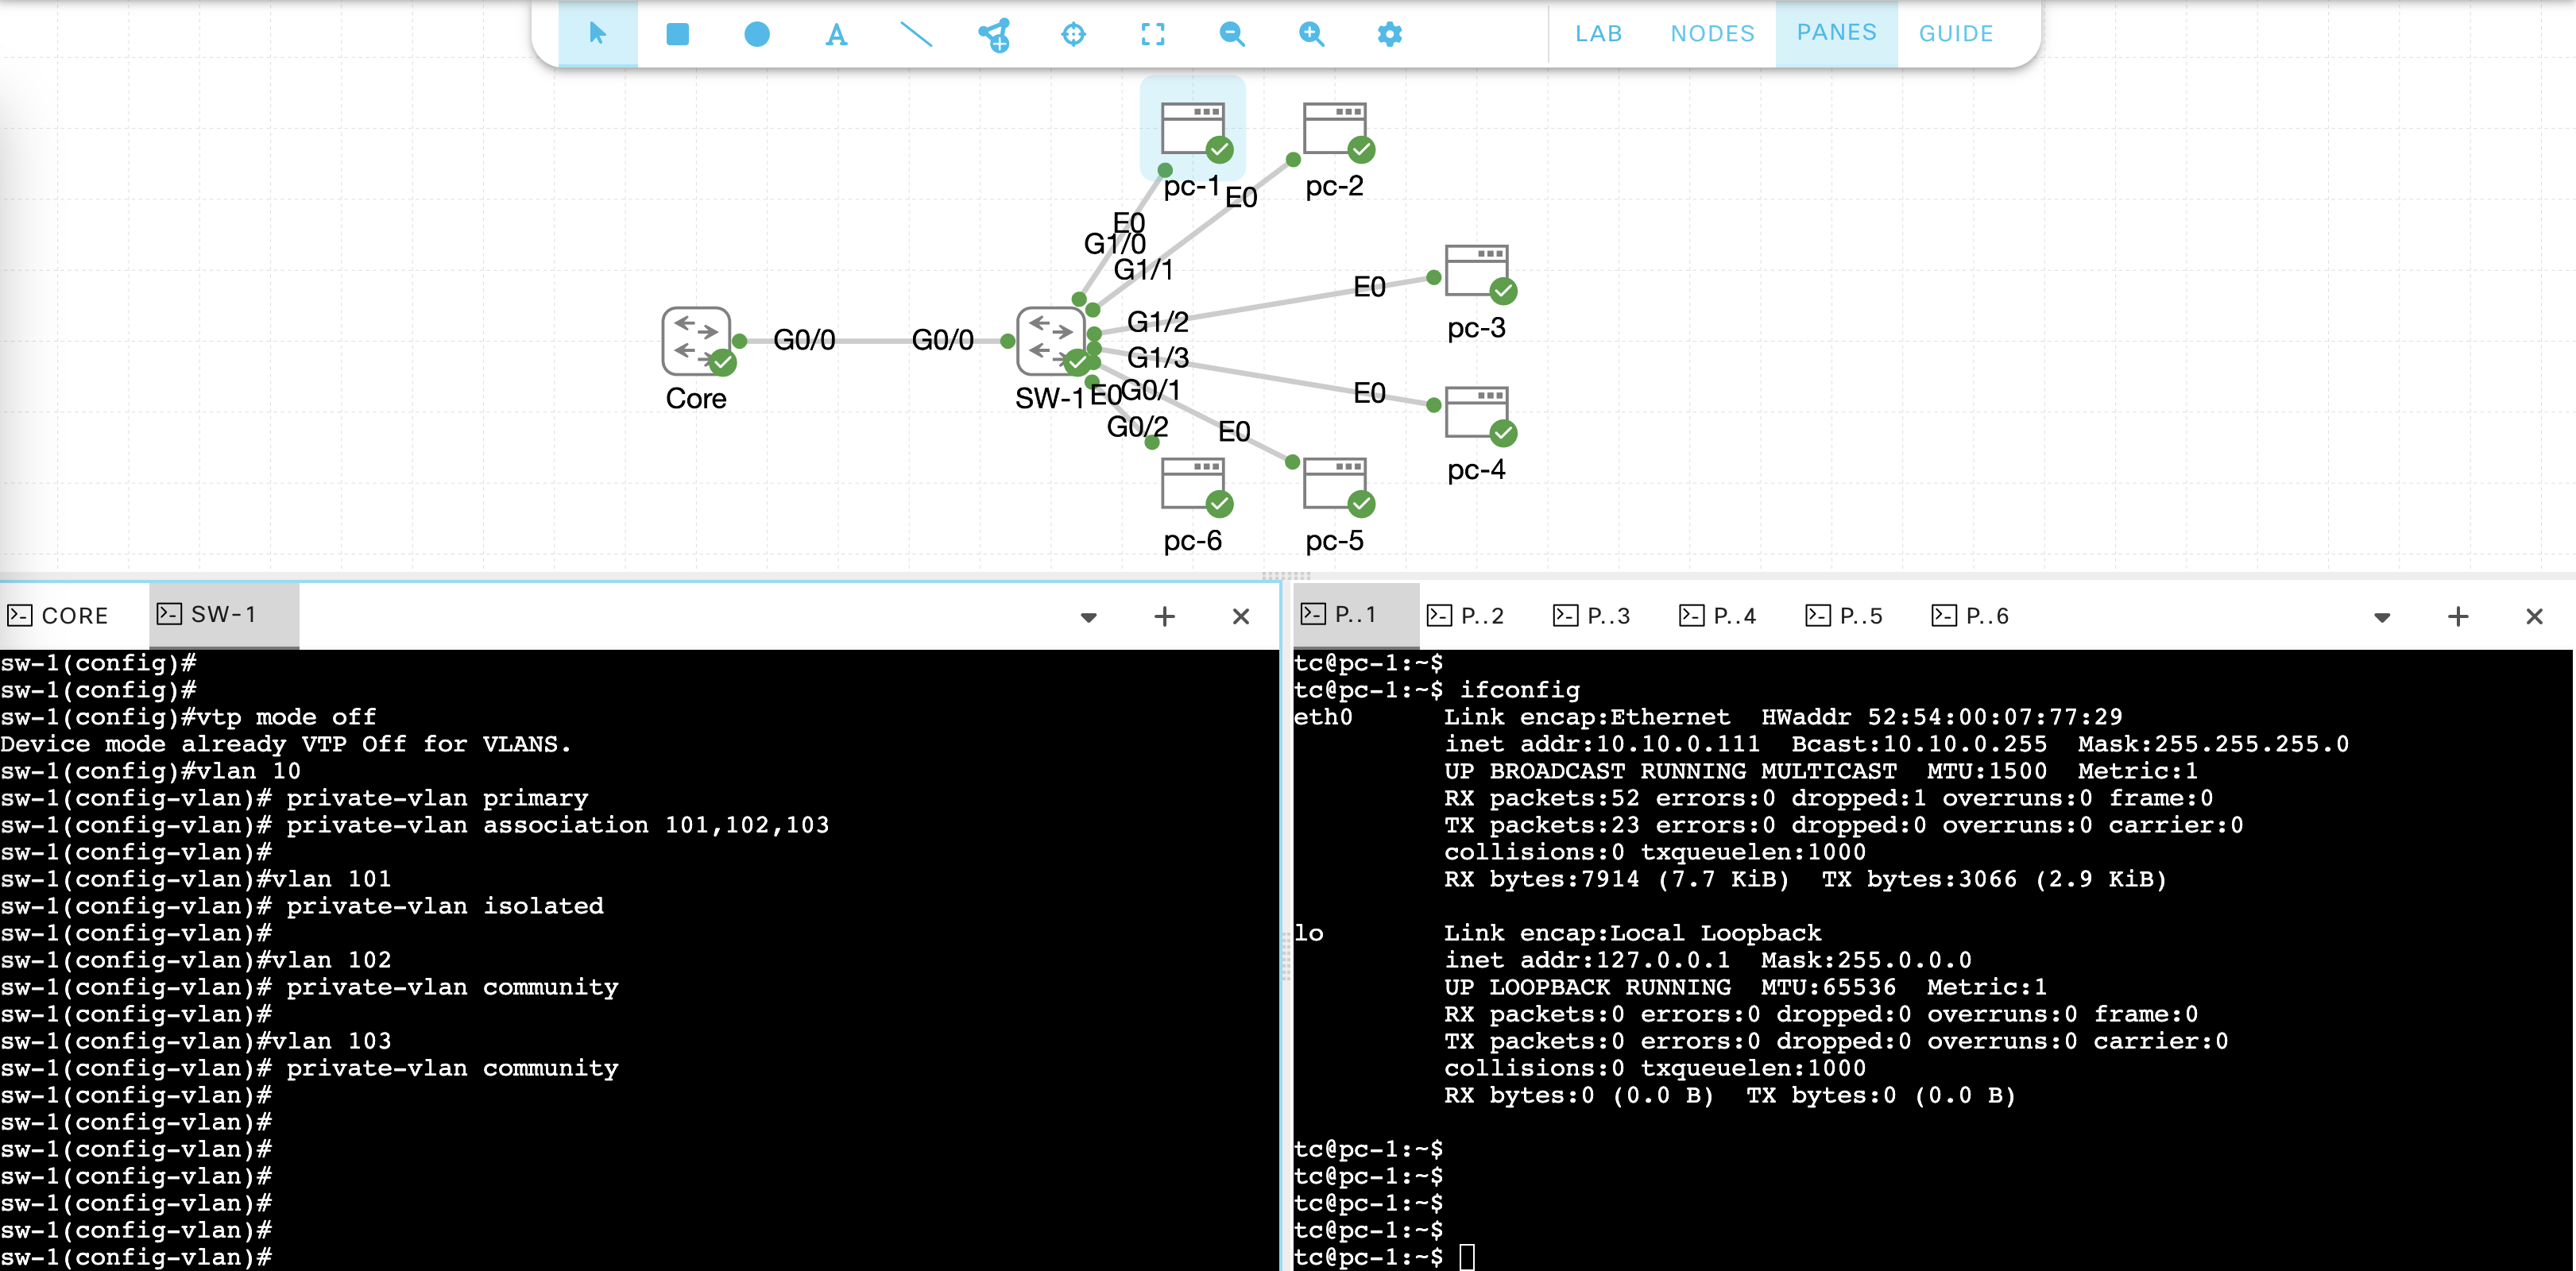 A
LAB
NODES
PANES
GUIDE
pc-1
pc-2
E0
E0
G1/0
G1/1
E0
pc-3
G1/2
G0/0
G0/0
G1/3
Core
SW-1
E0
G0/1
E0
G0/2
E0
pc-4
pc-6
pc-5
CORE
SW-1
sw-1(config)#
sw-1(config)#
sw-1(config)#vtp mode off
Device mode already VTP Off for VLANS.
sw-1(config)#vlan 10
sw-1(config-vlan)# private-vlan primary
sw-1(config-vlan)# private-vlan association 101,102,103
sw-1(config-vlan)#
sw-1(config-vlan)#vlan 101
sw-1(config-vlan)# private-vlan isolated
sw-1(config-vlan)#
sw-1(config-vlan)#vlan 102
sw-1(config-vlan)# private-vlan community
sw-1(config-vlan)#
sw-1(config-vlan)#vlan 103
sw-1(config-vlan)# private-vlan community
sw-1(config-vlan)#
sw-1(config-vlan)#
sw-1(config-vlan)#
sw-1(config-vlan)#
sw-1(config-vlan)#
sw-1(config-vlan)#
sw-1(config-vlan)#
P..1
P..2
P..3
P..4
P..5
P..6
tc@pc-1:~$
tc@pc-1:~$ ifconfig
eth0      Link encap:Ethernet  HWaddr 52:54:00:07:77:29
          inet addr:10.10.0.111  Bcast:10.10.0.255  Mask:255.255.255.0
          UP BROADCAST RUNNING MULTICAST  MTU:1500  Metric:1
          RX packets:52 errors:0 dropped:1 overruns:0 frame:0
          TX packets:23 errors:0 dropped:0 overruns:0 carrier:0
          collisions:0 txqueuelen:1000
          RX bytes:7914 (7.7 KiB)  TX bytes:3066 (2.9 KiB)
lo        Link encap:Local Loopback
          inet addr:127.0.0.1  Mask:255.0.0.0
          UP LOOPBACK RUNNING  MTU:65536  Metric:1
          RX packets:0 errors:0 dropped:0 overruns:0 frame:0
          TX packets:0 errors:0 dropped:0 overruns:0 carrier:0
          collisions:0 txqueuelen:1000
          RX bytes:0 (0.0 B)  TX bytes:0 (0.0 B)
tc@pc-1:~$
tc@pc-1:~$
tc@pc-1:~$
tc@pc-1:~$
tc@pc-1:~$